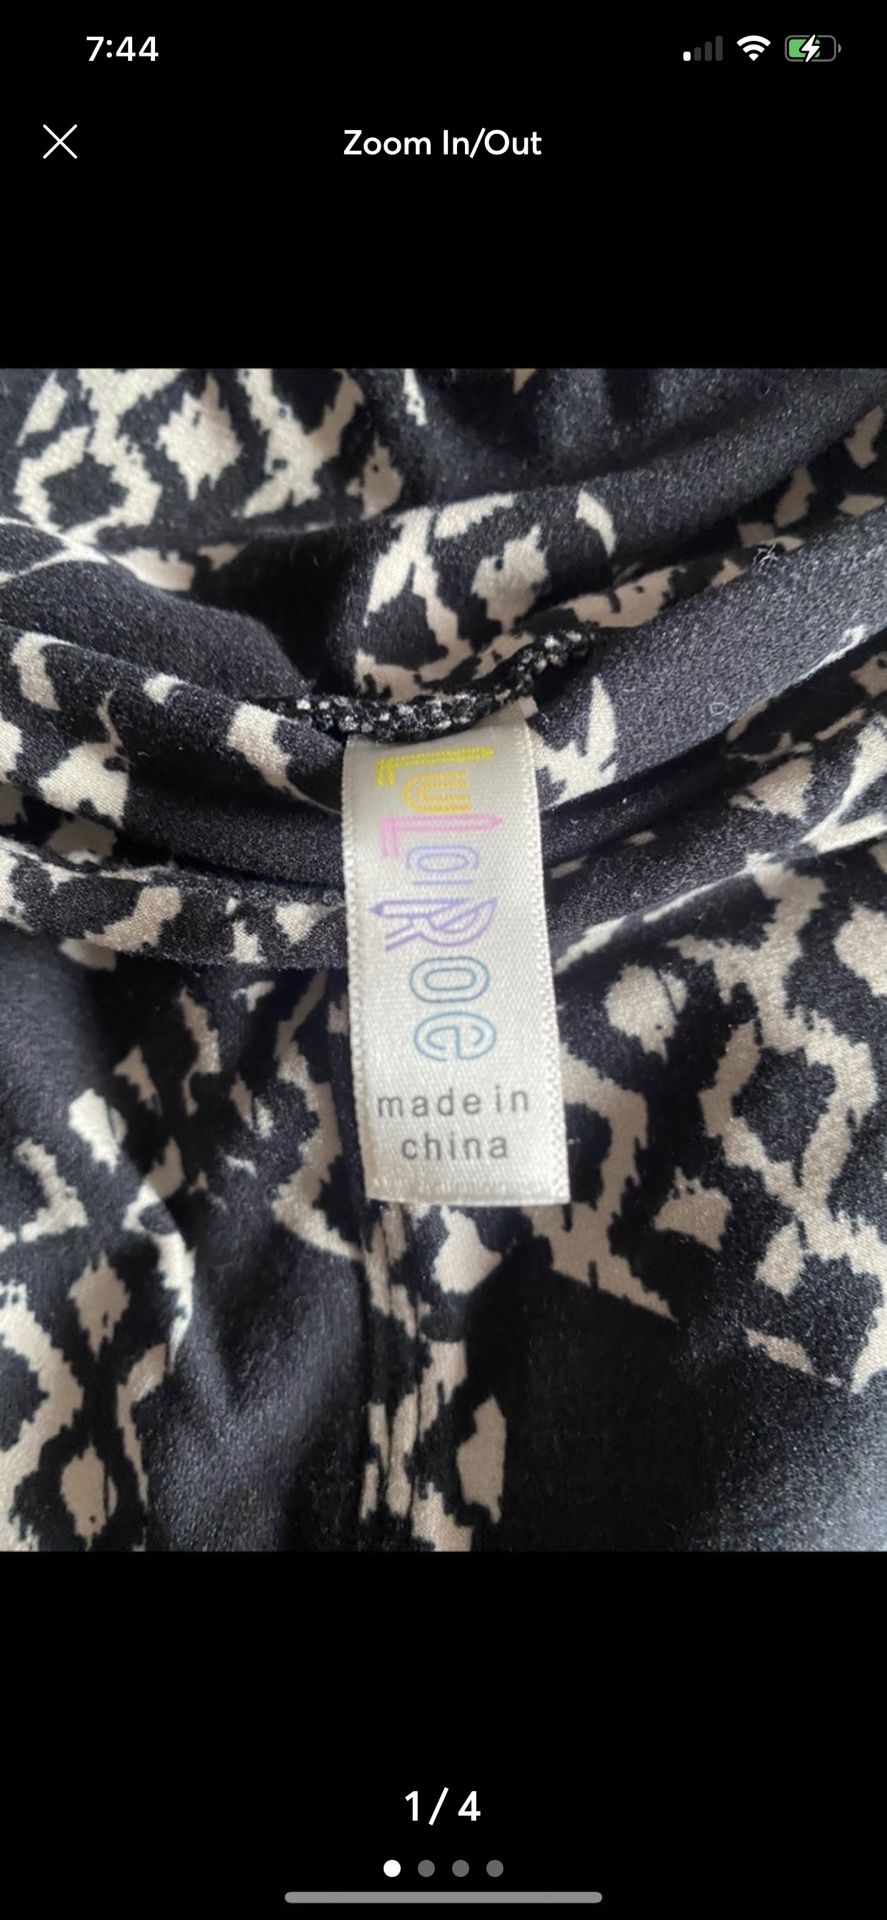 7:44
Zoom In/Out
LuLaRoe
made in
china
1/4